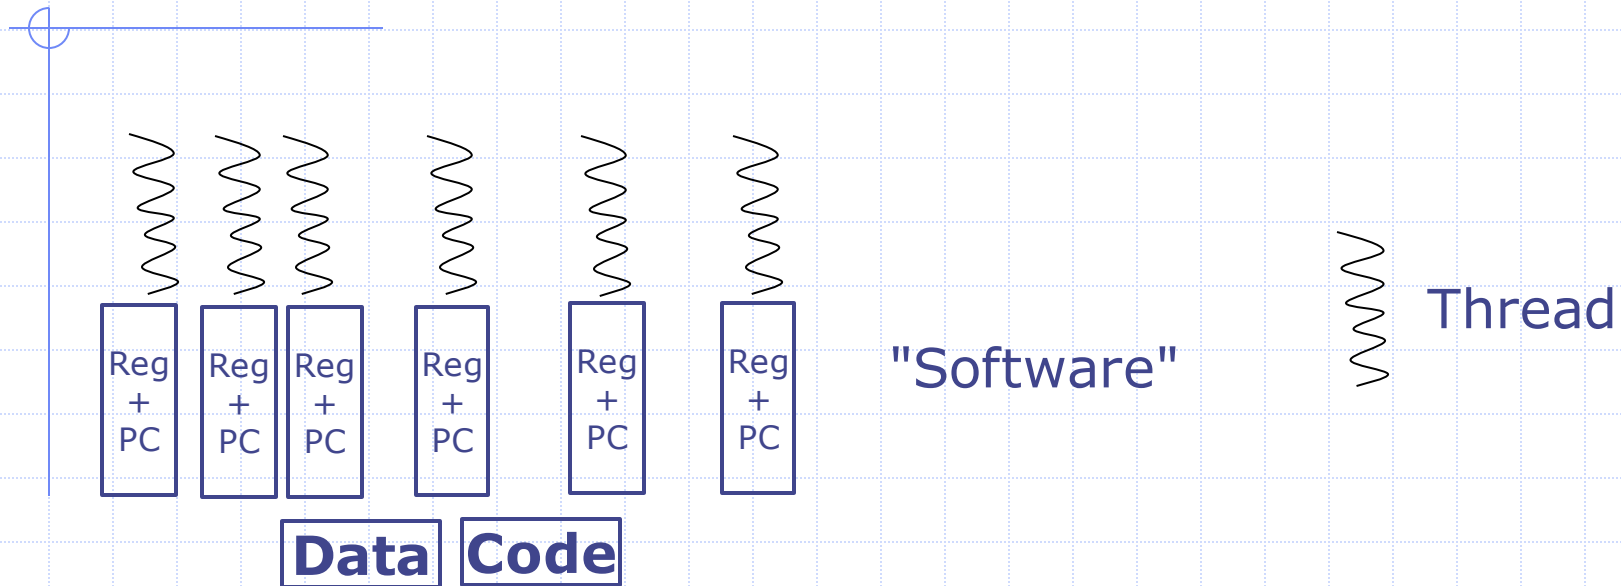 Reg
+
PC
Reg
+
PC
Reg
+
PC
Reg
+
PC
Reg
+
PC
Reg
+
PC
"Software"
Thread
Data
Code